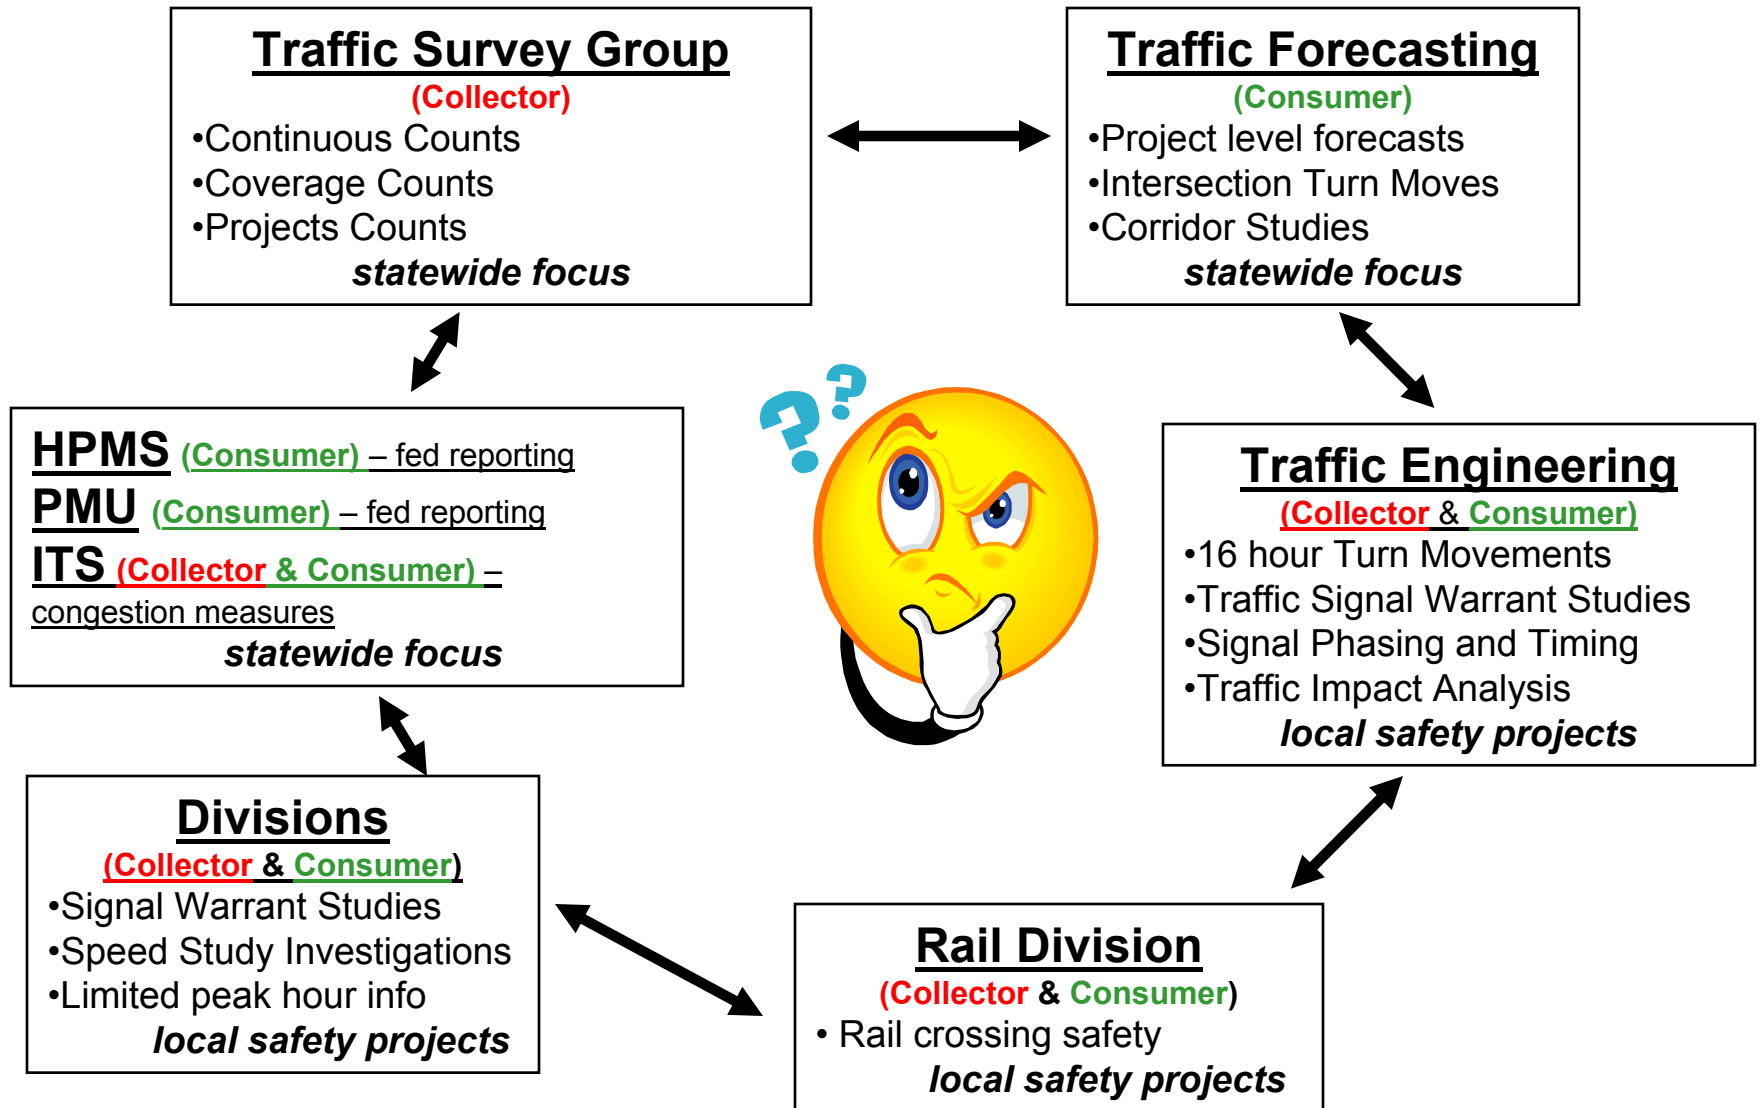 Traffic Survey Group
(Collector)
•Continuous Counts
•Coverage Counts
•Projects Counts
statewide focus
Traffic Forecasting
(Consumer)
•Project level forecasts
•Intersection Turn Moves
•Corridor Studies
statewide focus
??
HPMS (Consumer) – fed reporting
PMU (Consumer) – fed reporting
ITS (Collector & Consumer) –
congestion measures
statewide focus
Traffic Engineering
(Collector & Consumer)
•16 hour Turn Movements
•Traffic Signal Warrant Studies
•Signal Phasing and Timing
•Traffic Impact Analysis
local safety projects
Divisions
(Collector & Consumer)
•Signal Warrant Studies
•Speed Study Investigations
•Limited peak hour info
local safety projects
Rail Division
(Collector & Consumer)
• Rail crossing safety
local safety projects